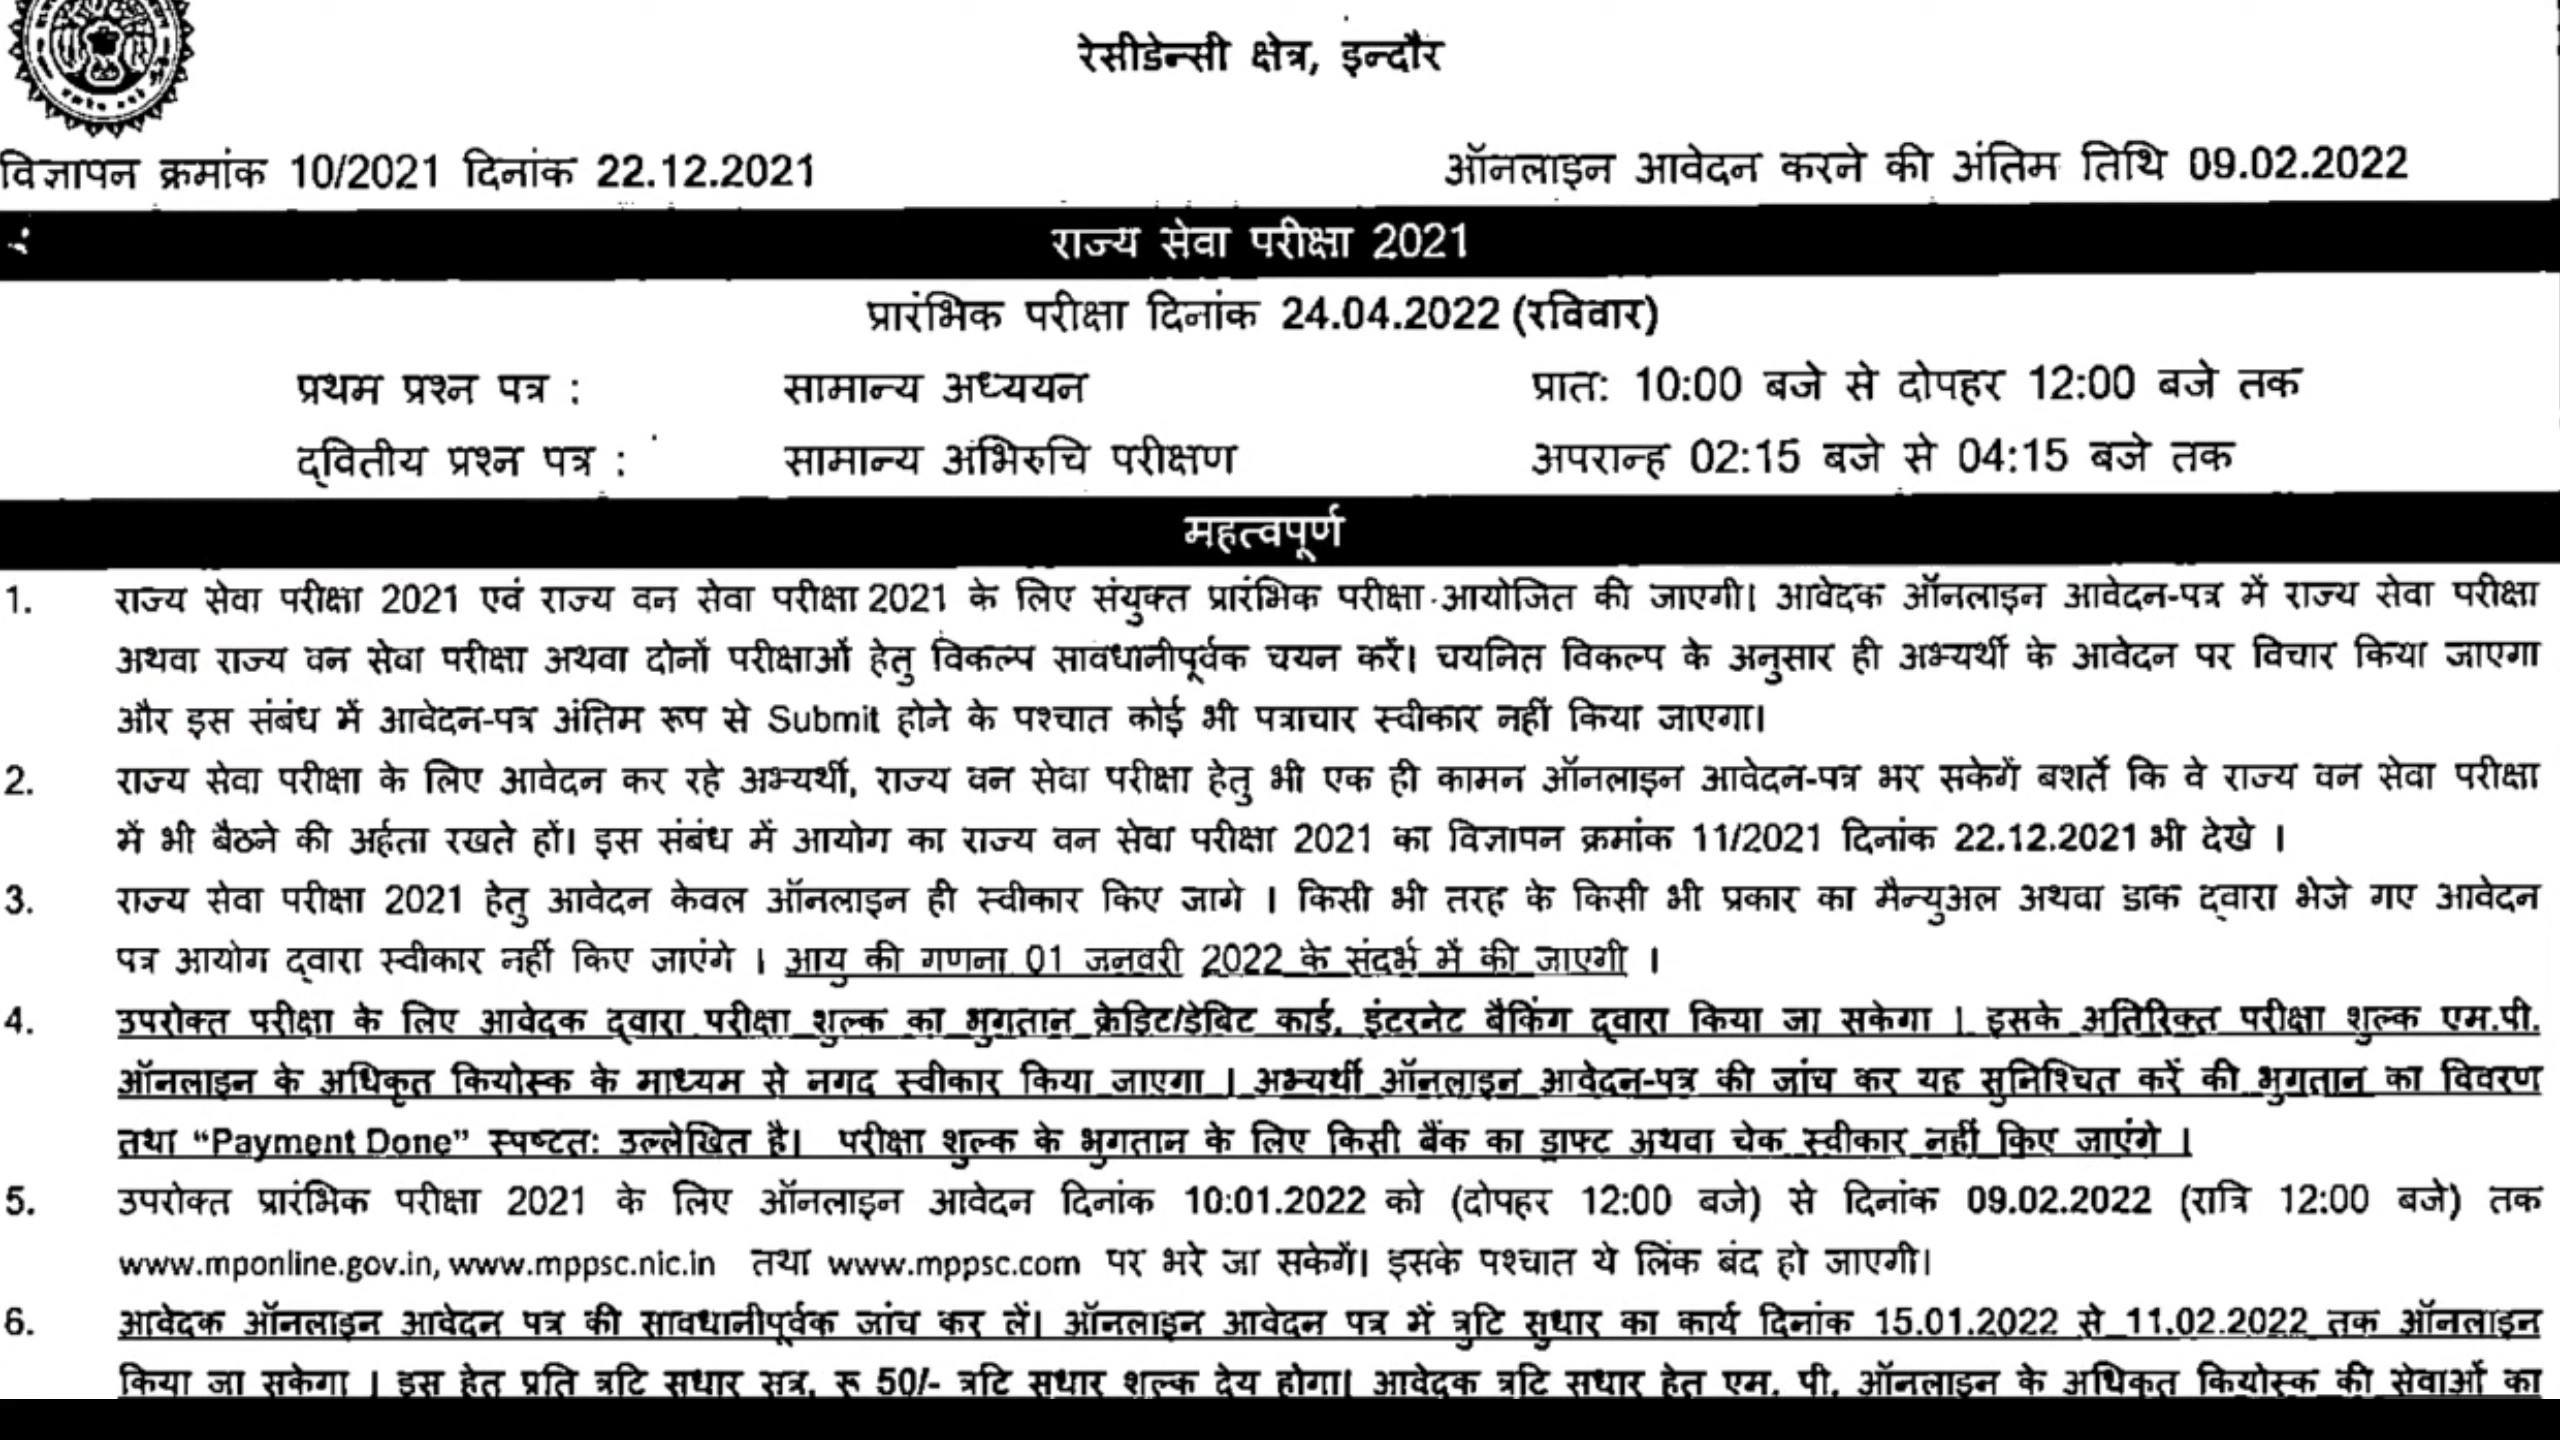 रेसीडेन्सी क्षेत्र, इन्दौर
विज्ञापन क्रमांक 10/2021 दिनांक 22.12.2021 ऑनलाइन आवेदन करने की अंतिम तिथि 09.02.2022
राज्य सेवा परीक्षा 2021
प्रारंभिक परीक्षा दिनांक 24.04.2022 (रविवार)
प्रथम प्रश्न पत्र : सामान्य अध्ययन प्रात: 10:00 बजे से दोपहर 12:00 बजे तक
द्वितीय प्रश्न पत्र : सामान्य अभिरुचि परीक्षण अपरान्ह 02:15 बजे से 04:15 बजे तक
महत्वपूर्ण
1. राज्य सेवा परीक्षा 2021 एवं राज्य वन सेवा परीक्षा 2021 के लिए संयुक्त प्रारंभिक परीक्षा आयोजित की जाएगी। आवेदक ऑनलाइन आवेदन-पत्र में राज्य सेवा परीक्षा
अथवा राज्य वन सेवा परीक्षा अथवा दोनों परीक्षाओं हेतु विकल्प सावधानीपूर्वक चयन करें। चयनित विकल्प के अनुसार ही अभ्यर्थी के आवेदन पर विचार किया जाएगा
और इस संबंध में आवेदन-पत्र अंतिम रूप से Submit होने के पश्चात कोई भी पत्राचार स्वीकार नहीं किया जाएगा।
2. राज्य सेवा परीक्षा के लिए आवेदन कर रहे अभ्यर्थी, राज्य वन सेवा परीक्षा हेतु भी एक ही कामन ऑनलाइन आवेदन-पत्र भर सकेगें बशर्ते कि वे राज्य वन सेवा परीक्षा
में भी बैठने की अर्हता रखते हों। इस संबंध में आयोग का राज्य वन सेवा परीक्षा 2021 का विज्ञापन क्रमांक 11/2021 दिनांक 22.12.2021 भी देखे ।
3. राज्य सेवा परीक्षा 2021 हेतु आवेदन केवल ऑनलाइन ही स्वीकार किए जागे । किसी भी तरह के किसी भी प्रकार का मैन्युअल अथवा डाक द्वारा भेजे गए आवेदन
पत्र आयोग द्वारा स्वीकार नहीं किए जाएंगे । आयु की गणना 01 जनवरी 2022 के संदर्भ में की जाएगी ।
4. उपरोक्त परीक्षा के लिए आवेदक द्वारा परीक्षा शुल्क का भुगतान क्रेडिट/डेबिट कार्ड, इंटरनेट बैकिंग द्वारा किया जा सकेगा । इसके अतिरिक्त परीक्षा शुल्क एम.पी.
ऑनलाइन के अधिकृत कियोस्क के माध्यम से नगद स्वीकार किया जाएगा । अभ्यर्थी ऑनलाइन आवेदन-पत्र की जांच कर यह सुनिश्चित करें की भुगतान का विवरण
तथा “Payment Done” स्पष्टत: उल्लेखित है। परीक्षा शुल्क के भुगतान के लिए किसी बैंक का ड्राफ्ट अथवा चेक स्वीकार नहीं किए जाएंगे ।
5. उपरोक्त प्रारंभिक परीक्षा 2021 के लिए ऑनलाइन आवेदन दिनांक 10:01.2022 को (दोपहर 12:00 बजे) से दिनांक 09.02.2022 (रात्रि 12:00 बजे) तक
www.mponline.gov.in, www.mppsc.nic.in तथा www.mppsc.com पर भरे जा सकेगें। इसके पश्चात ये लिंक बंद हो जाएगी।
6. आवेदक ऑनलाइन आवेदन पत्र की सावधानीपूर्वक जांच कर लें। ऑनलाइन आवेदन पत्र में त्रुटि सुधार का कार्य दिनांक 15.01.2022 से 11.02.2022 तक ऑनलाइन
किया जा सकेगा । इस हेतु प्रति त्रुटि सुधार सत्र, रू 50/- त्रुटि सुधार शुल्क देय होगा। आवेदक त्रुटि सुधार हेतु एम. पी. ऑनलाइन के अधिकृत कियोस्क की सेवाओं का